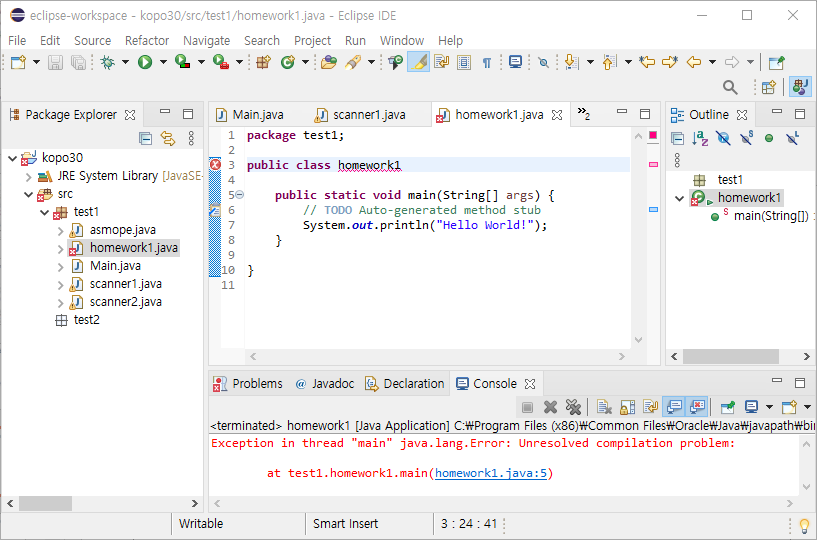 eclipse-workspace - kopo30/src/test1/homework1.java - Eclipse IDE
File Edit Source Refactor Navigate Search Project Run Window Help
Package Explorer
kopo30
JRE System Library [JavaSE-
src
test1
asmope.java
homework1.java
Main.java
scanner1.java
scanner2.java
test2
Main.java scanner1.java homework1.java »2
1 package test1;
2
3 public class homework1
4
5 public static void main(String[] args) {
6 // TODO Auto-generated method stub
7 System.out.println("Hello World!");
8 }
9
10 }
11
Outline
test1
homework1
main(String[]) :
Problems @ Javadoc Declaration Console
<terminated> homework1 [Java Application] C:₩Program Files (x86)₩Common Files₩Oracle₩Java₩javapath₩bin
Exception in thread "main" java.lang.Error: Unresolved compilation problem:
at test1.homework1.main(homework1.java:5)
Writable Smart Insert 3 : 24 : 41